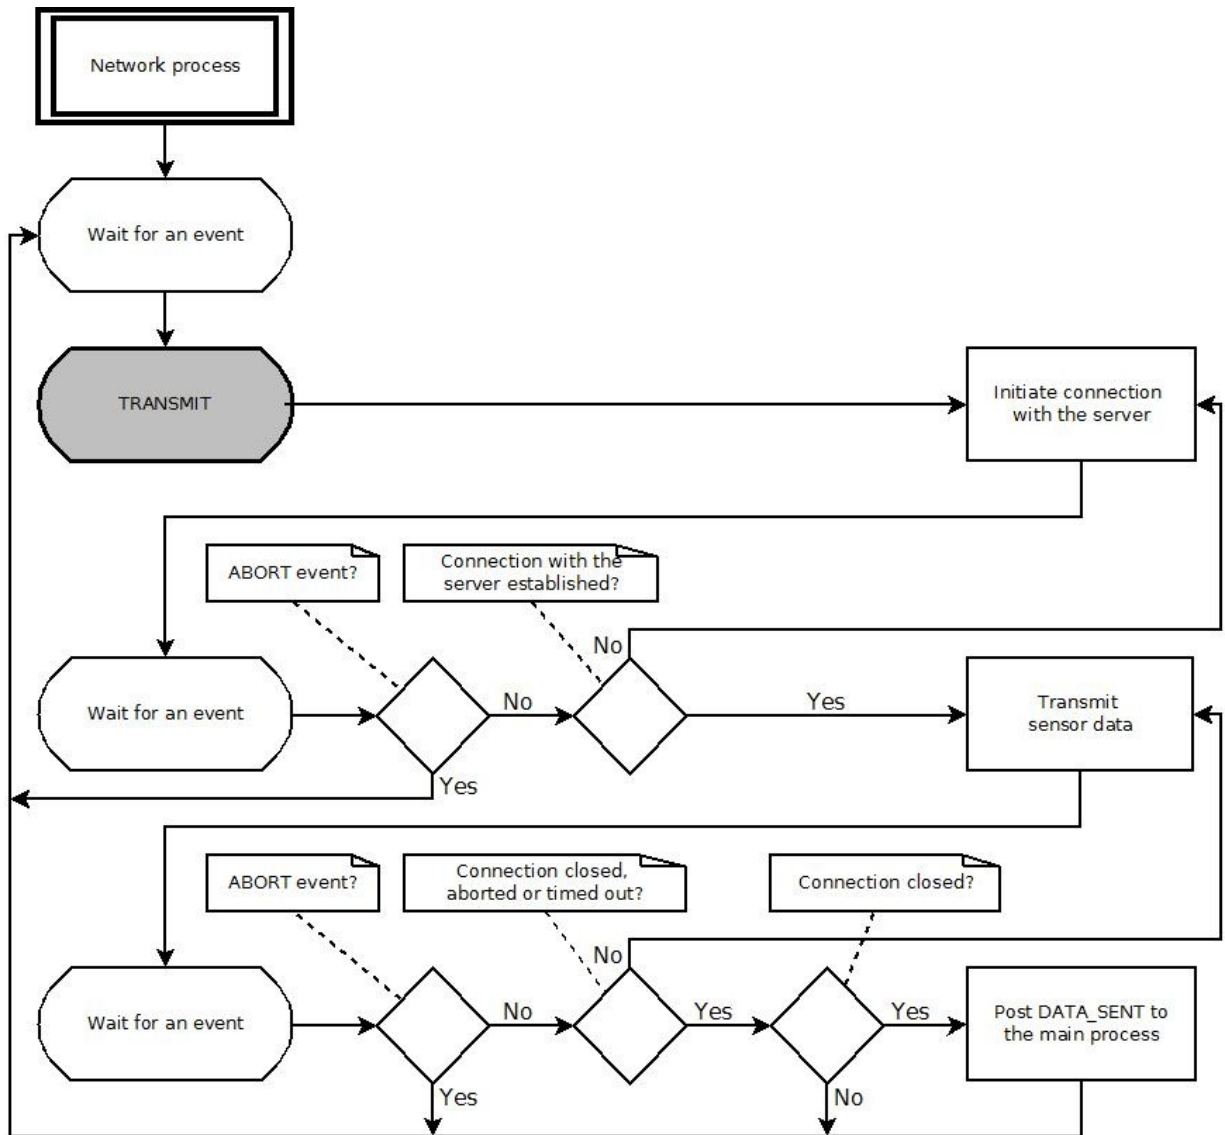 Network process
Wait for an event
TRANSMIT
Initiate connection
with the server
ABORT event?
Connection with the
server established?
No
Wait for an event
No
Yes
Transmit
sensor data
Yes
ABORT event?
Connection closed,
aborted or timed out?
Connection closed?
No
Wait for an event
No
Yes
Yes
Post DATA_SENT to
the main process
Yes
No